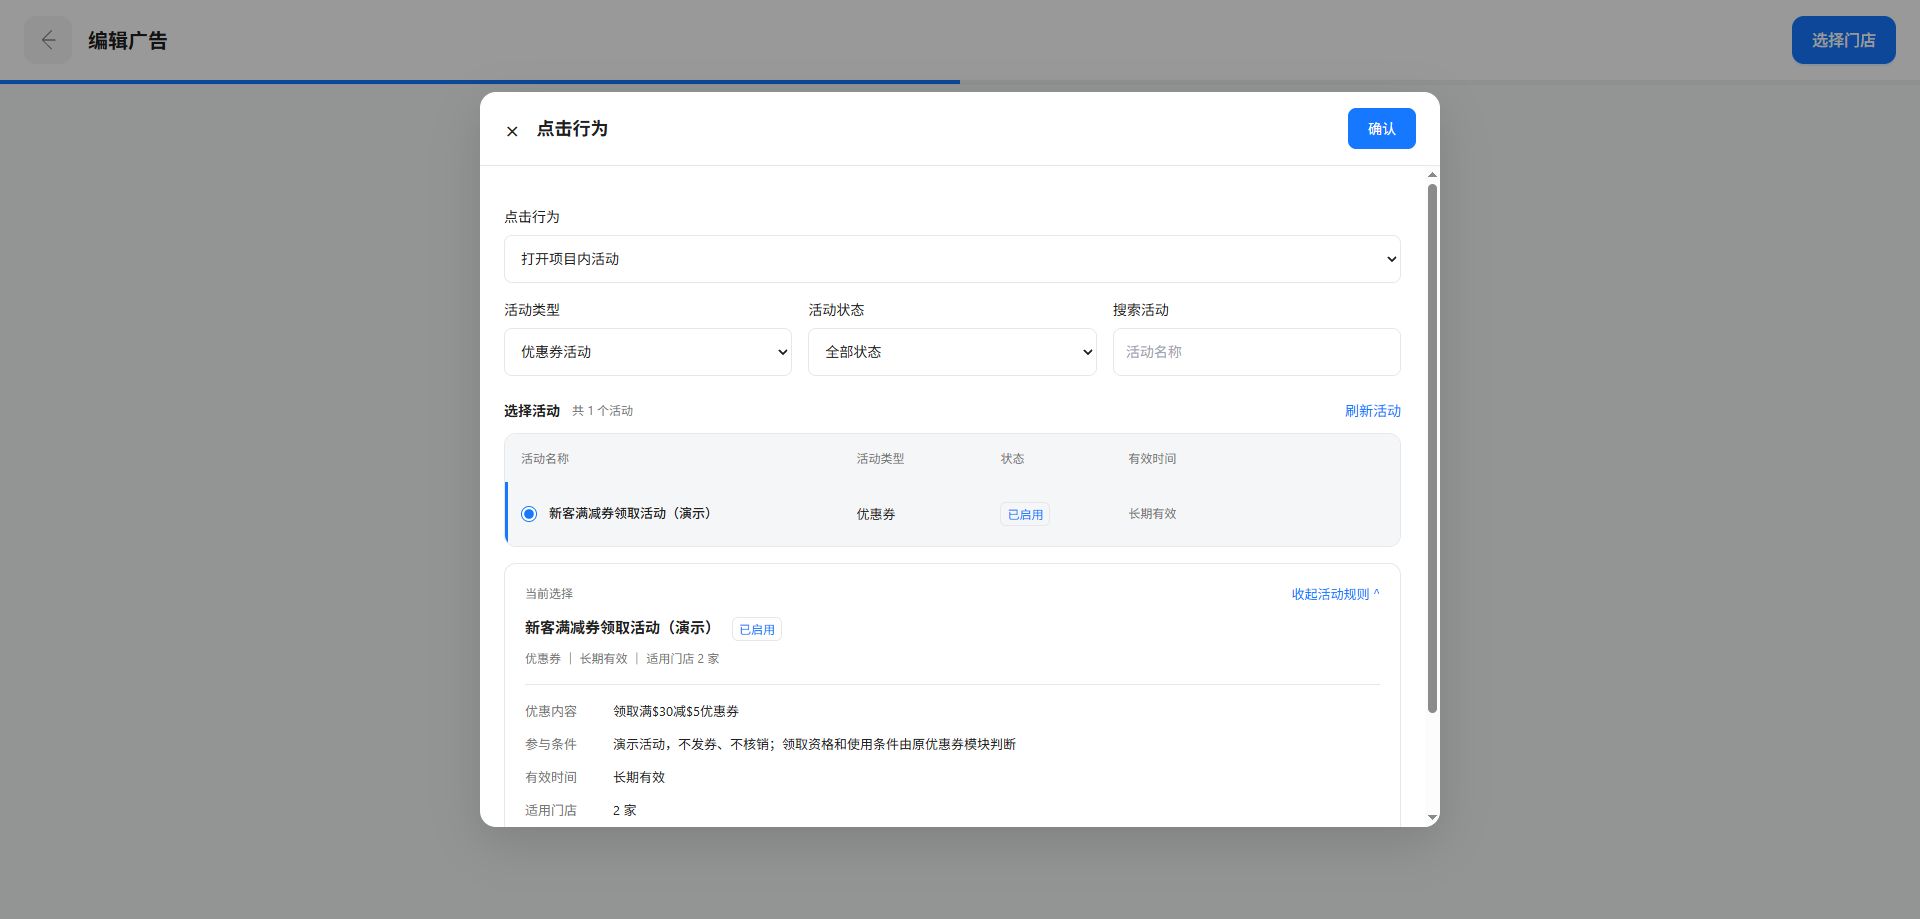 编辑广告
选择门店
× 点击行为
确认
点击行为
打开项目内活动
活动类型 活动状态 搜索活动
优惠券活动 全部状态 活动名称
选择活动 共 1 个活动 刷新活动
活动名称 活动类型 状态 有效时间
新客满减券领取活动（演示） 优惠券 已启用 长期有效
当前选择 收起活动规则 ^
新客满减券领取活动（演示） 已启用
优惠券 | 长期有效 | 适用门店 2 家
优惠内容 领取满$30减$5优惠券
参与条件 演示活动，不发券、不核销；领取资格和使用条件由原优惠券模块判断
有效时间 长期有效
适用门店 2 家